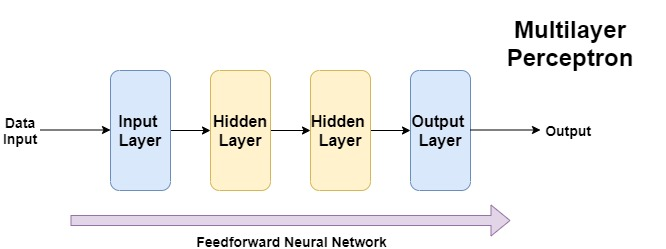 Multilayer
Perceptron
Data
Input
Input
Layer
Hidden
Layer
Hidden
Layer
Output
Layer
Output
Feedforward Neural Network